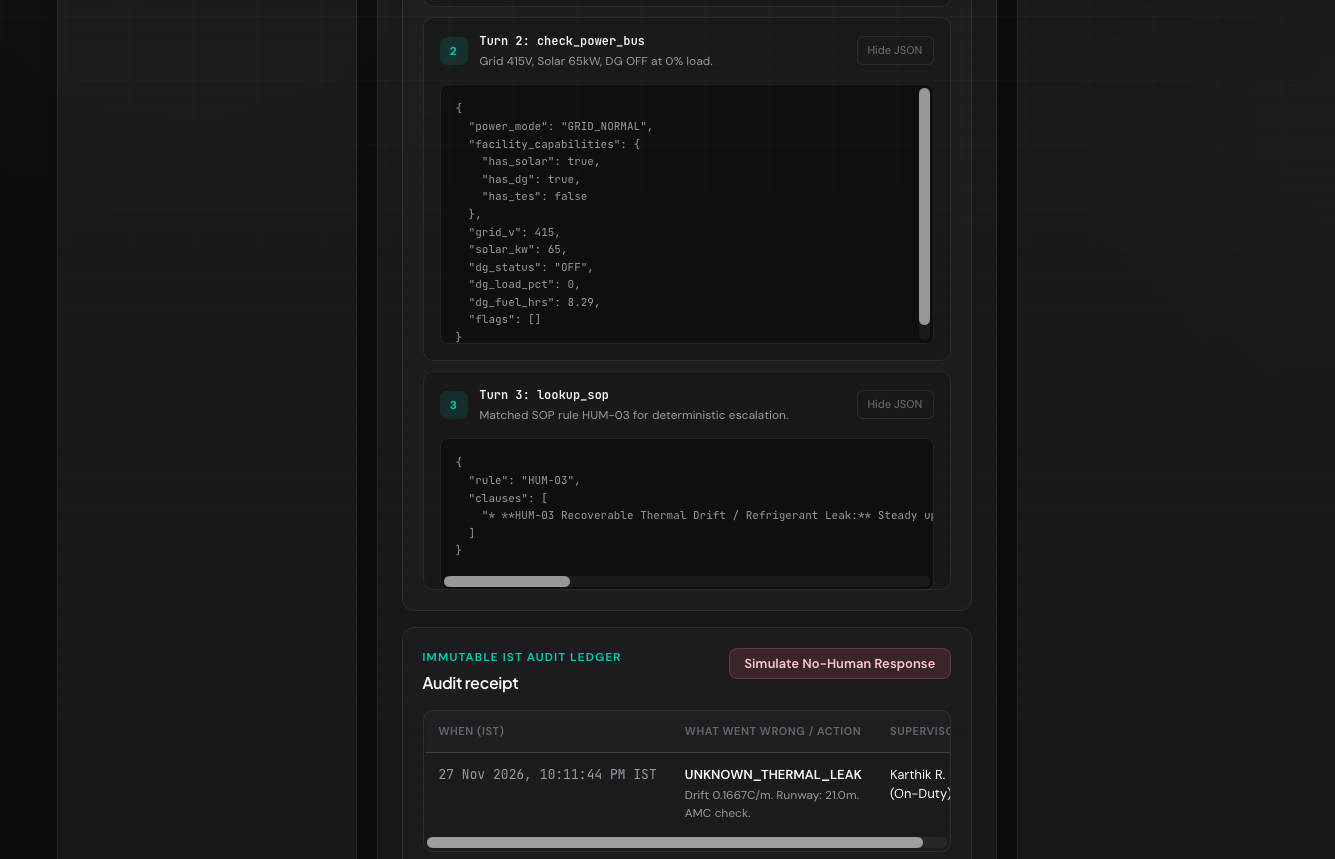 2
Turn 2: check_power_bus
Grid 415V, Solar 65kW, DG OFF at 0% load.
Hide JSON
{
"power_mode": "GRID_NORMAL",
"facility_capabilities": {
"has_solar": true,
"has_dg": true,
"has_tes": false
},
"grid_v": 415,
"solar_kw": 65,
"dg_status": "OFF",
"dg_load_pct": 0,
"dg_fuel_hrs": 8.29,
"flags": []
}
3
Turn 3: lookup_sop
Matched SOP rule HUM-03 for deterministic escalation.
Hide JSON
{
"rule": "HUM-03",
"clauses": [
"* **HUM-03 Recoverable Thermal Drift / Refrigerant Leak:** Steady
]
}
IMMUTABLE IST AUDIT LEDGER
Audit receipt
Simulate No-Human Response
WHEN (IST) WHAT WENT WRONG / ACTION
27 Nov 2026, 10:11:44 PM IST UNKNOWN_THERMAL_LEAK Karthik R.
Drift 0.1667C/m. Runway: 21.0m. (On-Duty)
AMC check.